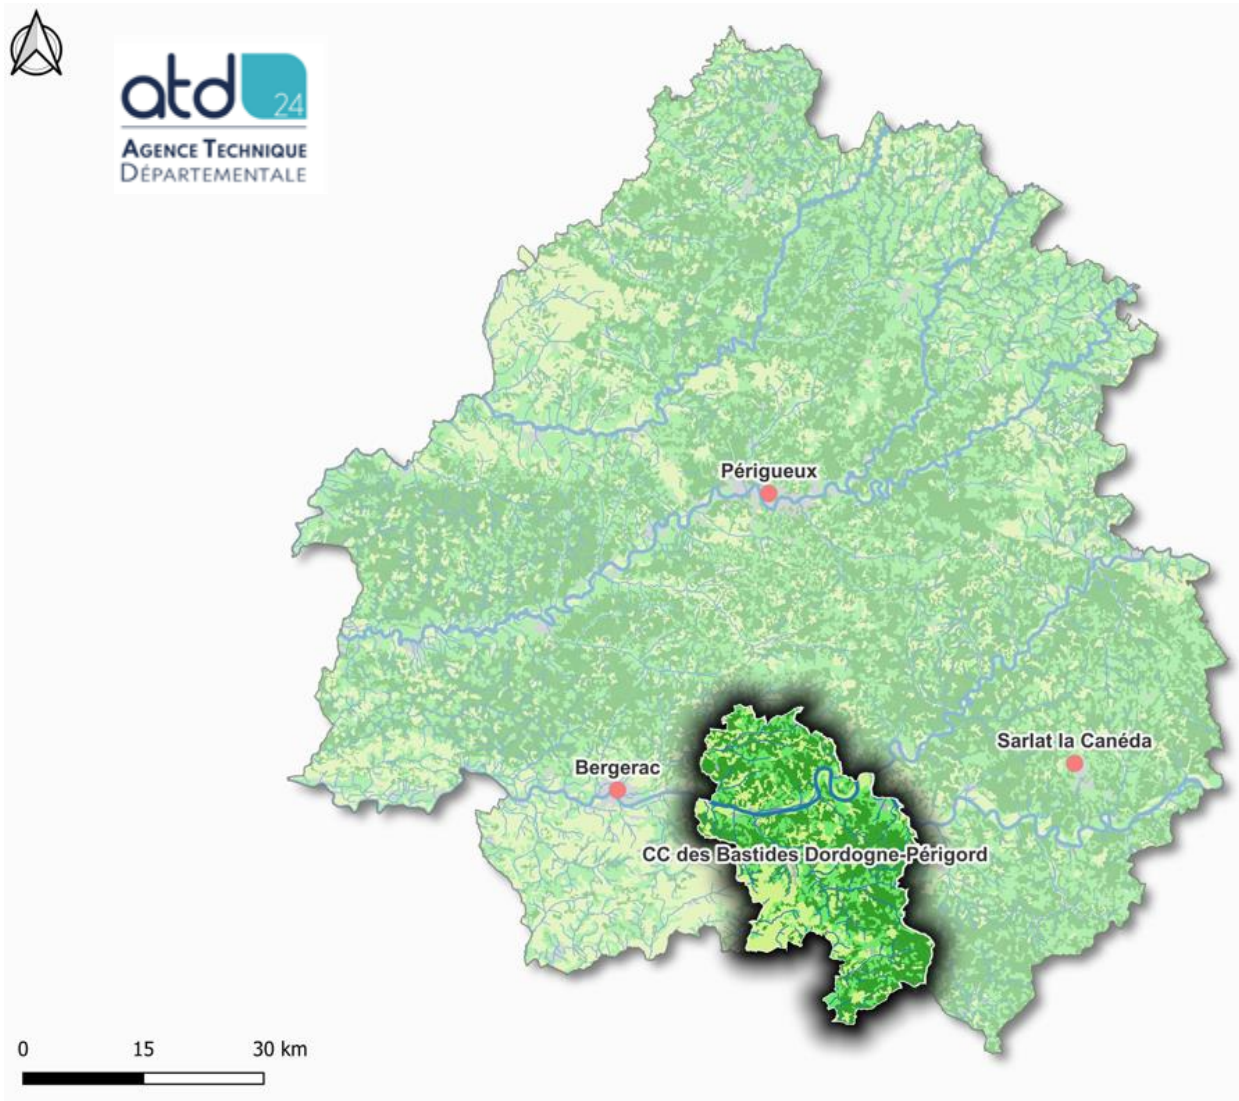 atd 24
AGENCE TECHNIQUE
DÉPARTEMENTALE
Périgueux
Sarlat la Canéda
Bergerac
CC des Bastides Dordogne-Périgord
0 15 30 km